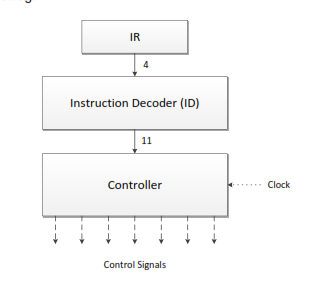 IR
4
Instruction Decoder (ID)
11
Controller
Clock
Control Signals